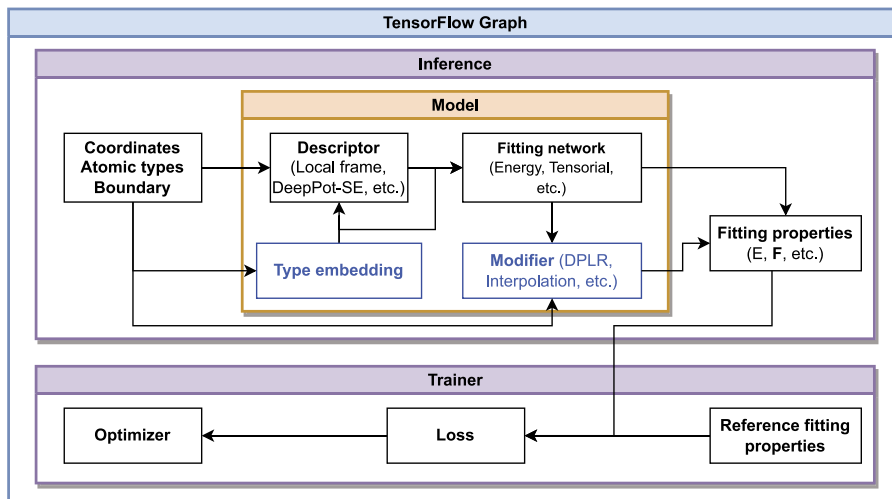 TensorFlow Graph
Inference
Model
Coordinates
Atomic types
Boundary
Descriptor
(Local frame,
DeepPot-SE, etc.)
Fitting network
(Energy, Tensorial,
etc.)
Type embedding
Modifier (DPLR,
Interpolation, etc.)
Fitting properties
(E, F, etc.)
Trainer
Optimizer
Loss
Reference fitting
properties